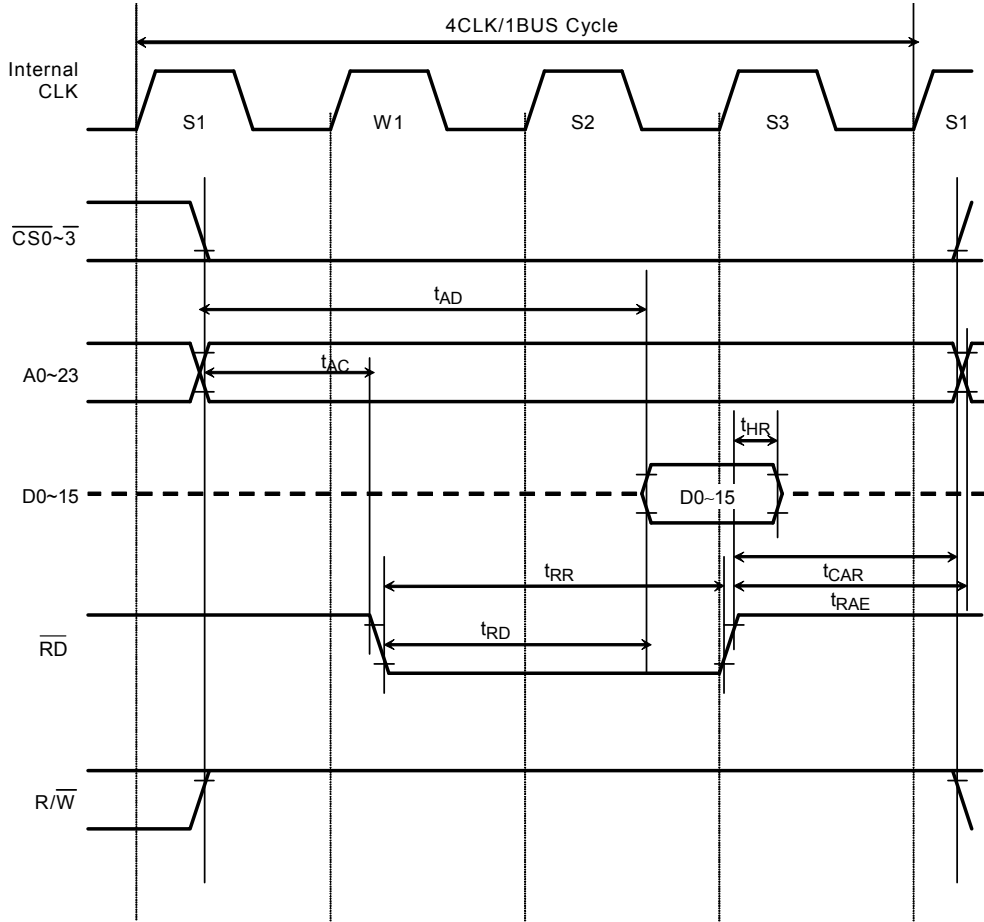 4CLK/1BUS Cycle
Internal
CLK
S1 W1 S2 S3 S1
CS0~3
tAD
A0~23
tAC
tHR
D0~15
D0~15
tRR
tCAR
tRAE
tRD
RD
R/W